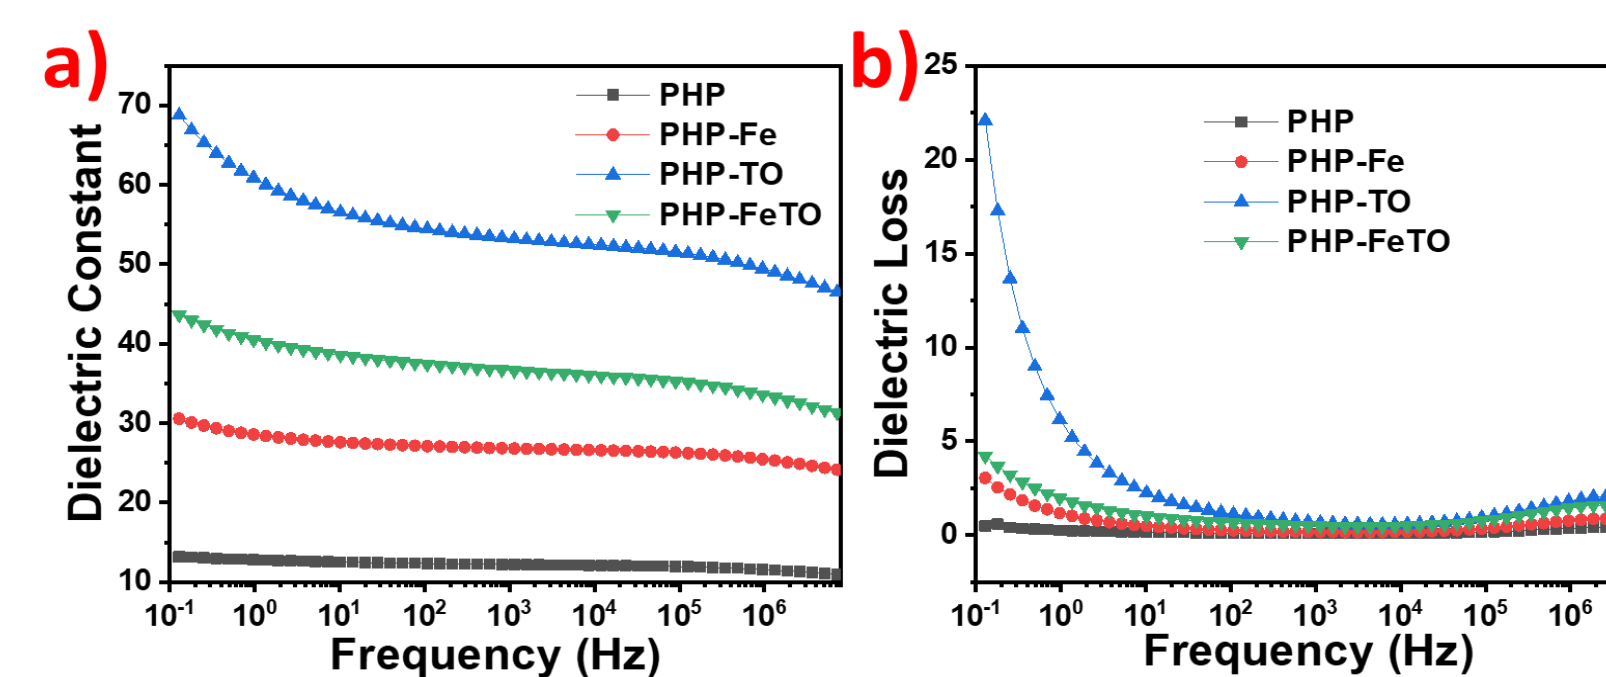 a)
Dielectric Constant
70
60
50
40
30
20
10
PHP
PHP-Fe
PHP-TO
PHP-FeTO
10⁻¹ 10⁰ 10¹ 10² 10³ 10⁴ 10⁵ 10⁶
Frequency (Hz)
b)
Dielectric Loss
25
20
15
10
5
0
PHP
PHP-Fe
PHP-TO
PHP-FeTO
10⁻¹ 10⁰ 10¹ 10² 10³ 10⁴ 10⁵ 10⁶
Frequency (Hz)